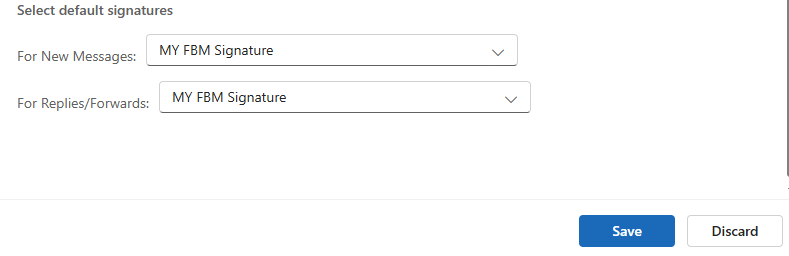 Select default signatures
For New Messages: MY FBM Signature
For Replies/Forwards: MY FBM Signature
Save Discard